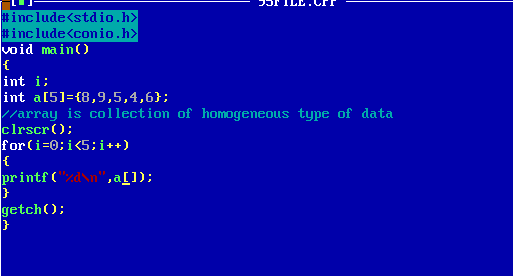 95FILE.CPP
#include<stdio.h>
#include<conio.h>
void main()
{
int i;
int a[5]={8,9,5,4,6};
//array is collection of homogeneous type of data
clrscr();
for(i=0;i<5;i++)
{
printf("%d\n",a[]);
}
getch();
}